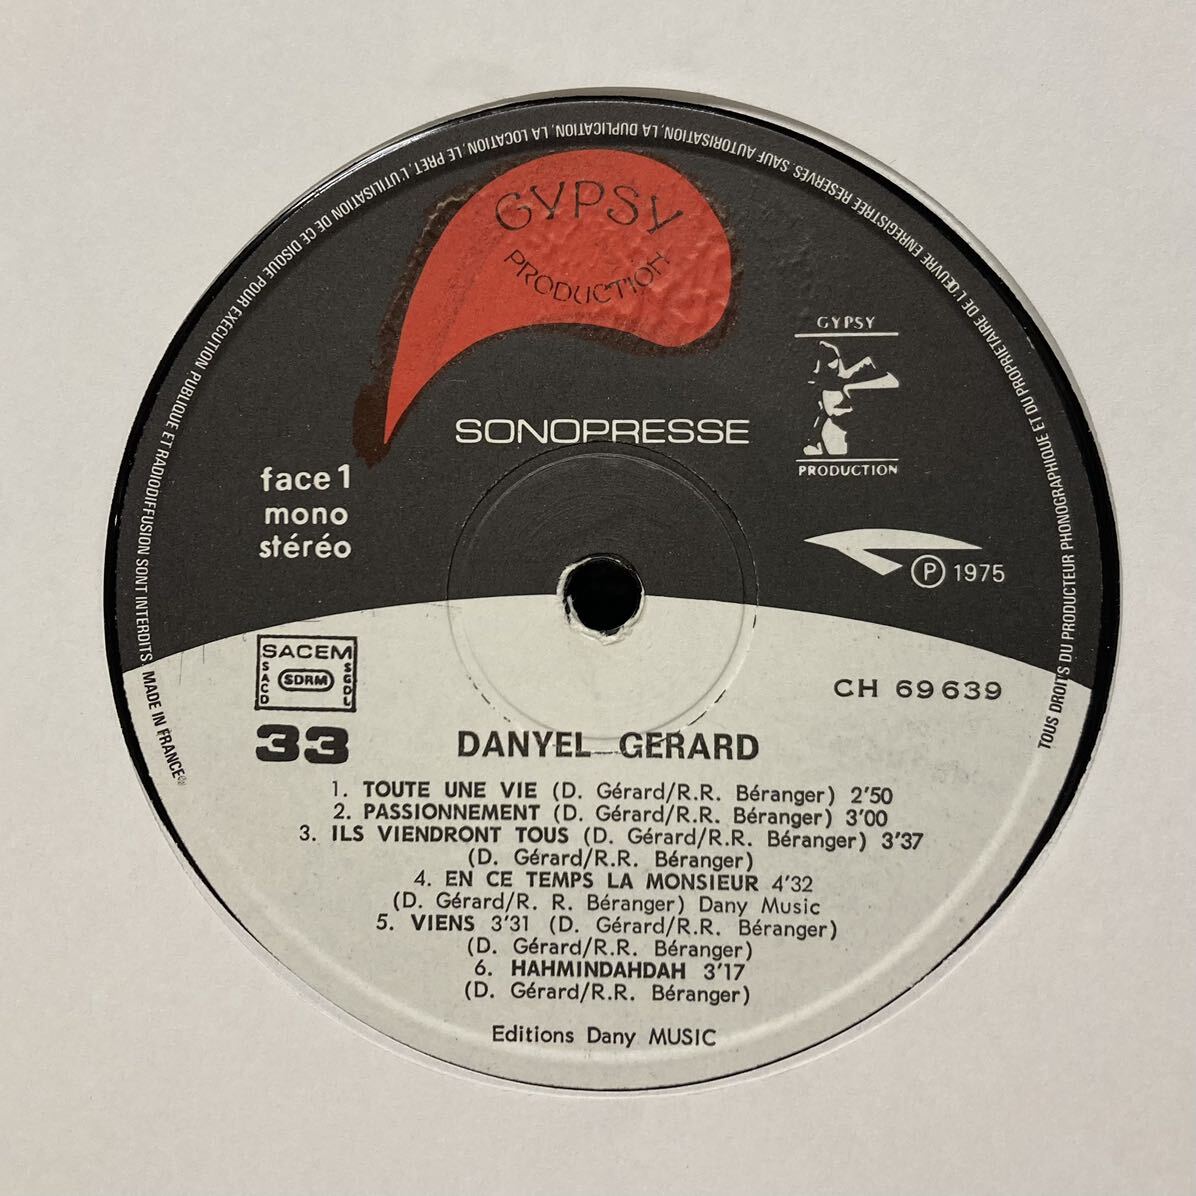 GYPSY
PRODUCTION
GYPSY
PRODUCTION
SONOPRESSE
face 1
mono
stéréo
Ⓟ 1975
SACEM
SACD
SDRM
SGDL
CH 69639
33
DANYEL GERARD
1. TOUTE UNE VIE (D. Gérard/R.R. Béranger) 2'50
2. PASSIONNEMENT (D. Gérard/R.R. Béranger) 3'00
3. ILS VIENDRONT TOUS (D. Gérard/R.R. Béranger) 3'37
(D. Gérard/R.R. Béranger)
4. EN CE TEMPS LA MONSIEUR 4'32
(D. Gérard/R. R. Béranger) Dany Music
5. VIENS 3'31 (D. Gérard/R.R. Béranger)
(D. Gérard/R.R. Béranger)
6. HAHMINDAHDAH 3'17
(D. Gérard/R.R. Béranger)
Editions Dany MUSIC
TOUS DROITS DU PRODUCTEUR PHONOGRAPHIQUE ET DU PROPRIETAIRE DE L'ŒUVRE ENREGISTREE RESERVES. SAUF AUTORISATION, LA DUPLICATION, LA LOCATION, LE PRET, L'UTILISATION DE CE DISQUE POUR EXECUTION PUBLIQUE ET RADIODIFFUSION SONT INTERDITS. MADE IN FRANCE